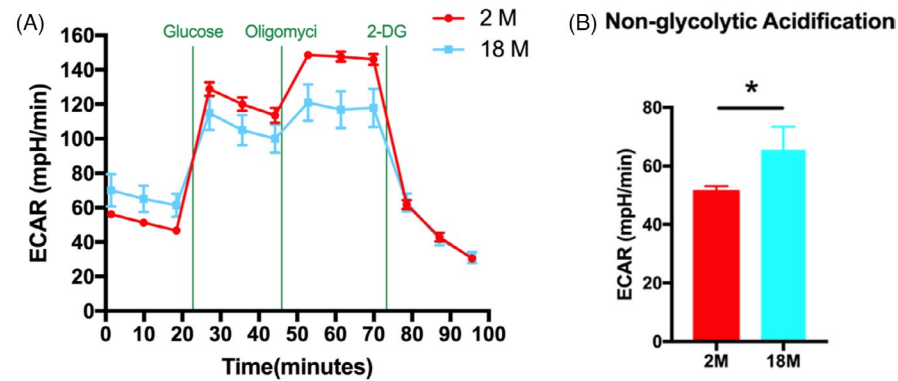 (A)
Glucose Oligomyci 2-DG
2 M
18 M
160
140
120
100
80
60
40
20
0
ECAR (mpH/min)
0 10 20 30 40 50 60 70 80 90 100
Time(minutes)
(B) Non-glycolytic Acidification
*
80
60
40
20
0
ECAR (mpH/min)
2M 18M